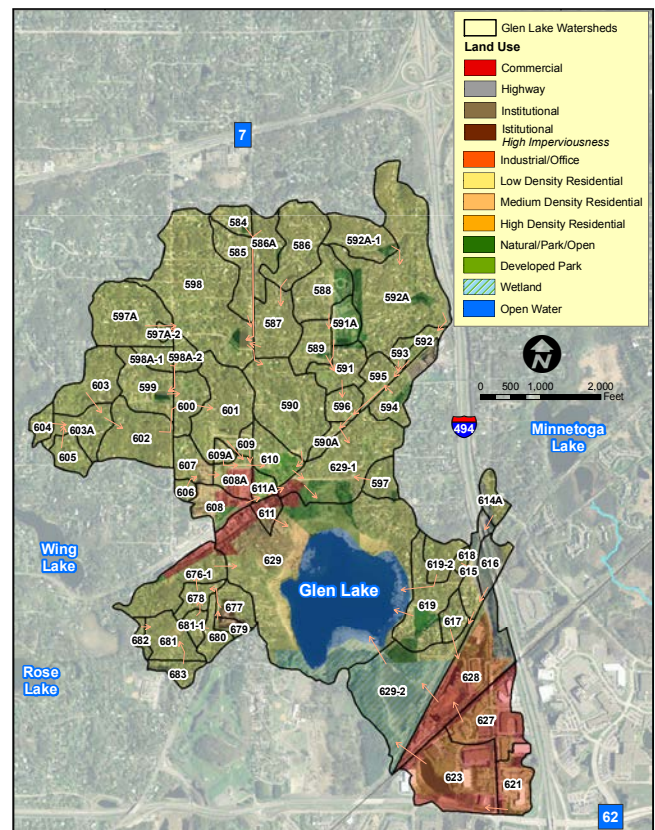 Glen Lake Watersheds
Land Use
Commercial
Highway
Institutional
Istitutional
High Imperviousness
Industrial/Office
Low Density Residential
Medium Density Residential
High Density Residential
Natural/Park/Open
Developed Park
Wetland
Open Water
N
0 500 1,000 2,000
Feet
7
584
586A
586
592A-1
585
598
588
592A
597A
587
591A
597A-2
592
589
593
598A-1
598A-2
591
595
603
599
600
601
590
596
594
604
603A
602
590A
605
609
609A
610
629-1
607
608A
611A
597
606
608
611
494
Minnetoga
Lake
614A
Wing
Lake
629
618
616
619-2
615
676-1
Glen Lake
678
677
619
617
681-1
679
682
681
680
683
Rose
Lake
628
629-2
627
623
621
62